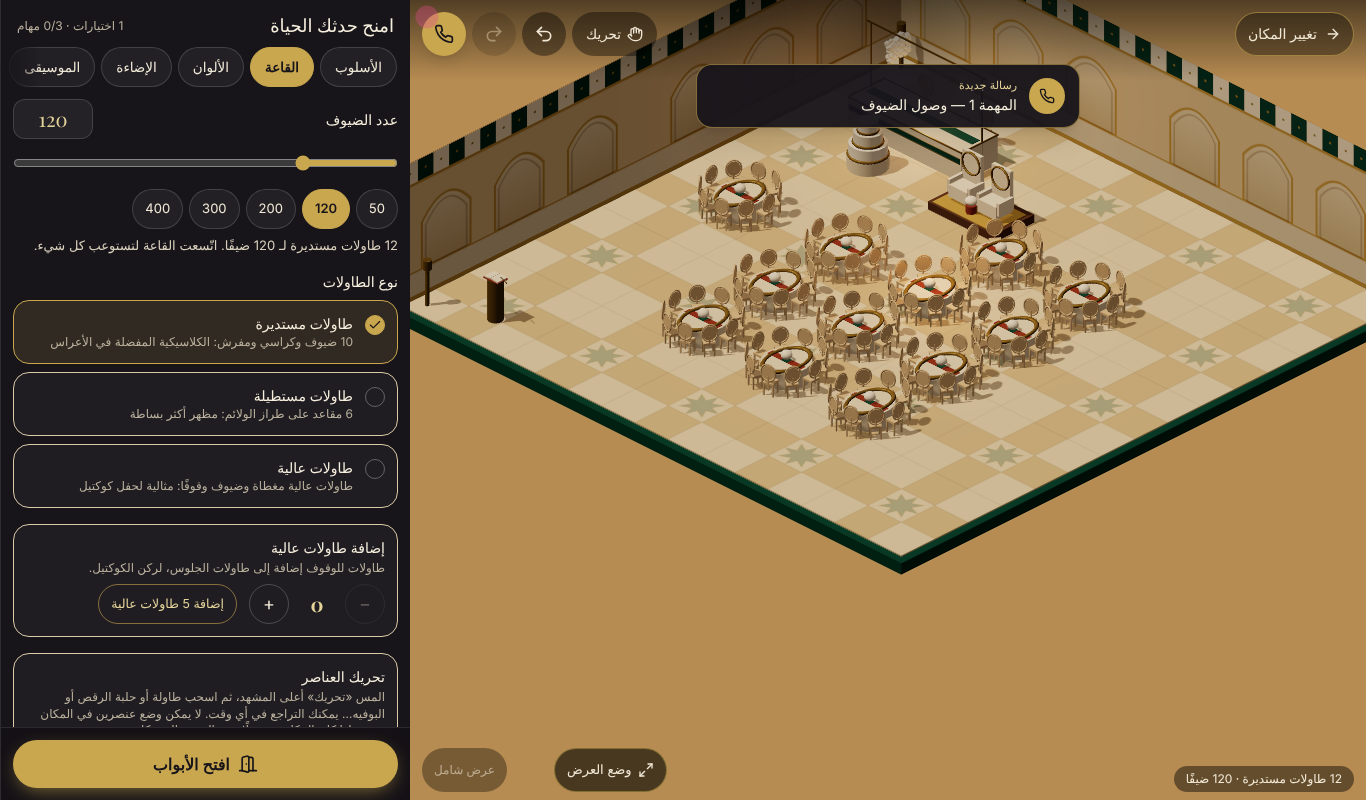 تغيير المكان
تحريك
رسالة جديدة
المهمة 1 — وصول الضيوف
امنح حدثك الحياة
1 اختيارات · 0/3 مهام
الأسلوب
القاعة
الألوان
الإضاءة
الموسيقى
عدد الضيوف
120
50
120
200
300
400
12 طاولات مستديرة لـ 120 ضيفًا. اتّسعت القاعة لتستوعب كل شيء.
نوع الطاولات
طاولات مستديرة
10 ضيوف وكراسي ومفرش: الكلاسيكية المفضلة في الأعراس
طاولات مستطيلة
6 مقاعد على طراز الولائم: مظهر أكثر بساطة
طاولات عالية
طاولات عالية مغطاة وضيوف وقوفًا: مثالية لحفل كوكتيل
إضافة طاولات عالية
طاولات للوقوف إضافة إلى طاولات الجلوس، لركن الكوكتيل.
−
0
+
إضافة 5 طاولات عالية
تحريك العناصر
المس «تحريك» أعلى المشهد، ثم اسحب طاولة أو حلبة الرقص أو
البوفيه... يمكنك التراجع في أي وقت. لا يمكن وضع عنصرين في المكان
افتح الأبواب
وضع العرض
عرض شامل
12 طاولات مستديرة · 120 ضيفًا